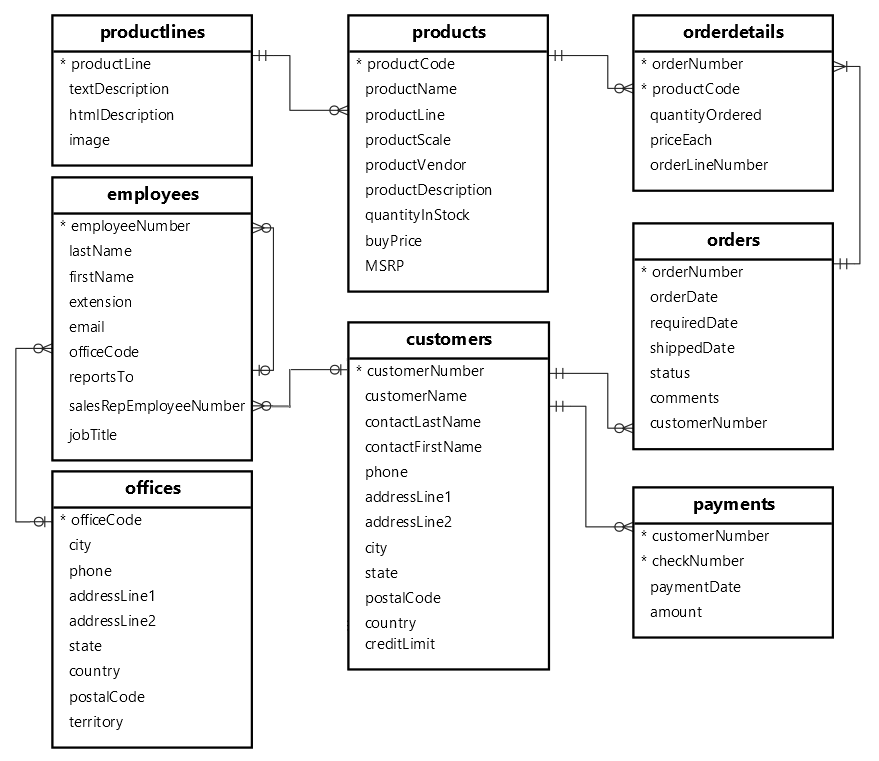 productlines
* productLine
textDescription
htmlDescription
image
products
* productCode
productName
productLine
productScale
productVendor
productDescription
quantityInStock
buyPrice
MSRP
orderdetails
* orderNumber
* productCode
quantityOrdered
priceEach
orderLineNumber
employees
* employeeNumber
lastName
firstName
extension
email
officeCode
reportsTo
salesRepEmployeeNumber
jobTitle
customers
* customerNumber
customerName
contactLastName
contactFirstName
phone
addressLine1
addressLine2
city
state
postalCode
country
creditLimit
orders
* orderNumber
orderDate
requiredDate
shippedDate
status
comments
customerNumber
offices
* officeCode
city
phone
addressLine1
addressLine2
state
country
postalCode
territory
payments
* customerNumber
* checkNumber
paymentDate
amount